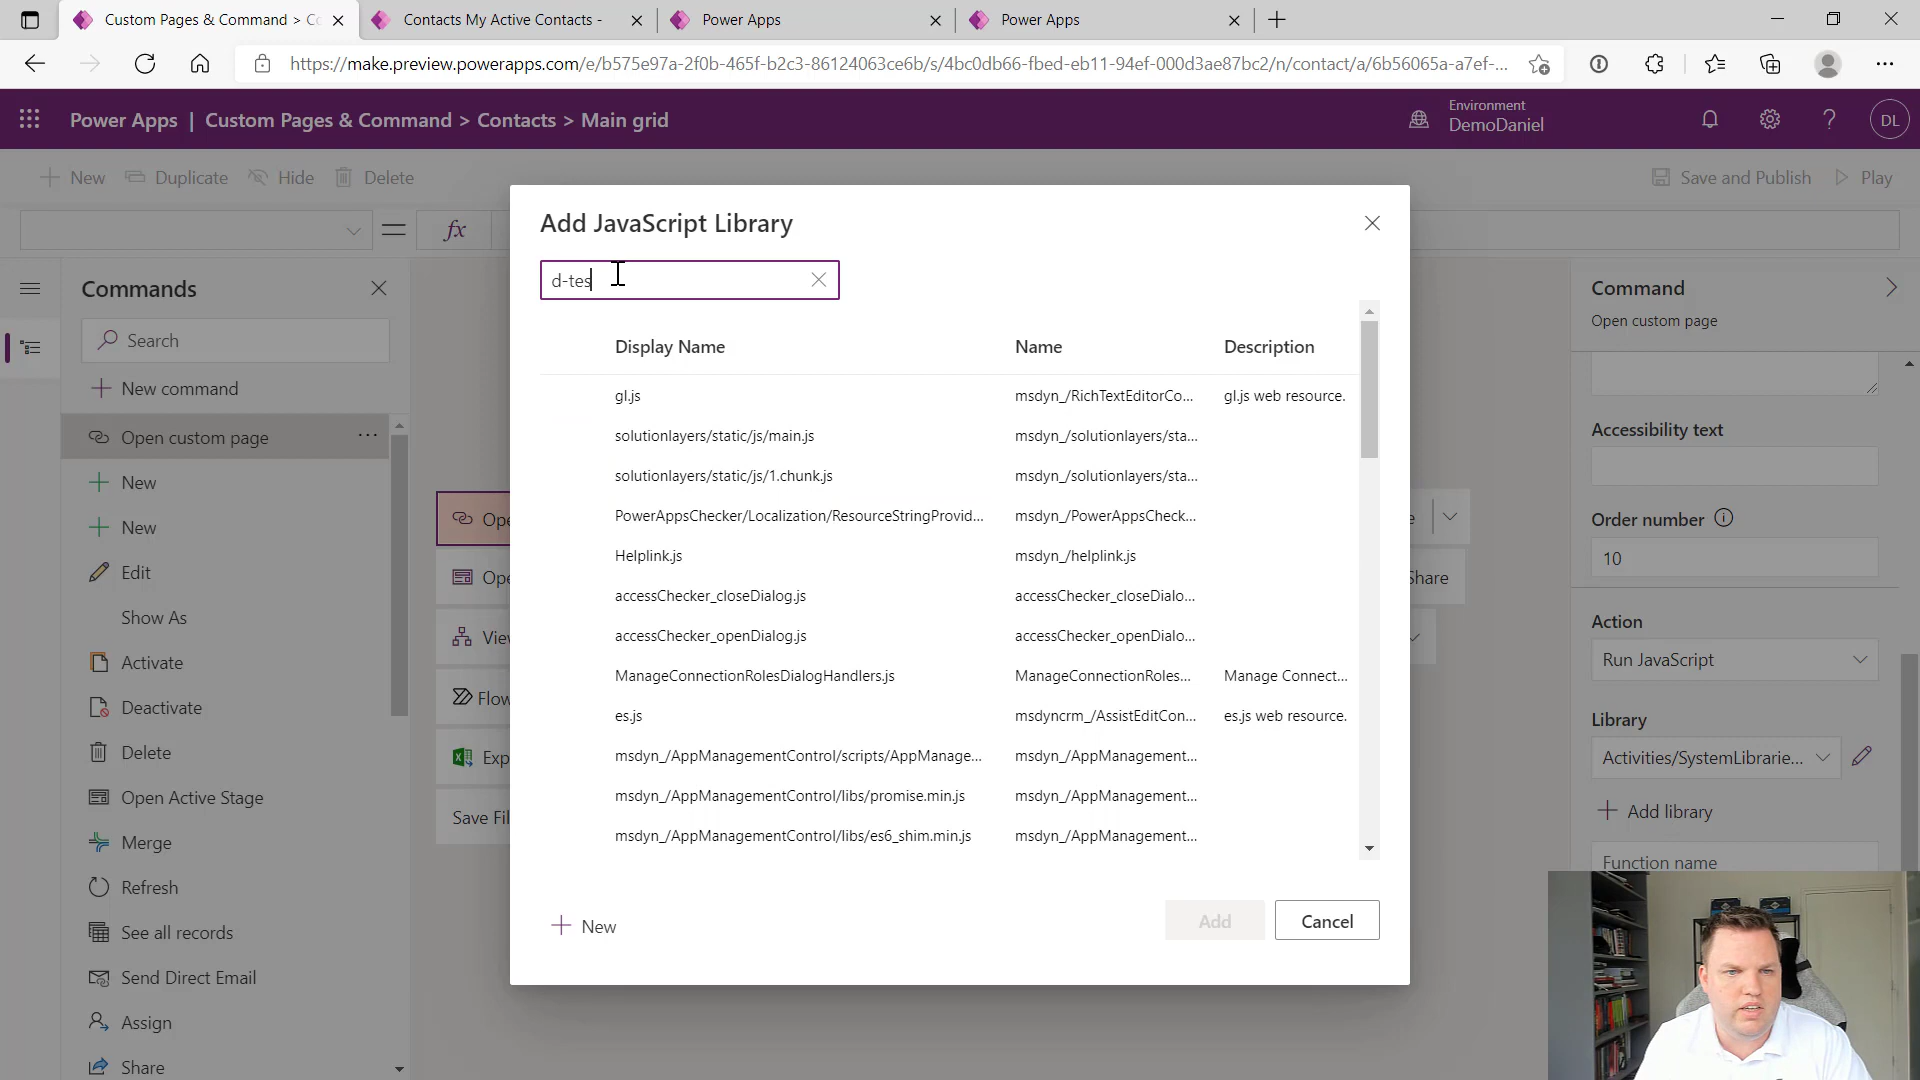 Custom Pages & Command > Co
Contacts My Active Contacts -
Power Apps
Power Apps
https://make.preview.powerapps.com/e/b575e97a-2f0b-465f-b2c3-86124063ce6b/s/4bc0db66-fbed-eb11-94ef-000d3ae87bc2/n/contact/a/6b56065a-a7ef-...
Power Apps | Custom Pages & Command > Contacts > Main grid
Environment
DemoDaniel
DL
New
Duplicate
Hide
Delete
Save and Publish
Play
fx
Commands
Search
New command
Open custom page
New
New
Edit
Show As
Activate
Deactivate
Delete
Open Active Stage
Merge
Refresh
See all records
Send Direct Email
Assign
Share
Ope
Ope
Vie
Flow
Exp
Save Fil
e
Share
Add JavaScript Library
d-tes
Display Name Name Description
gl.js msdyn_/RichTextEditorCo... gl.js web resource.
solutionlayers/static/js/main.js msdyn_/solutionlayers/sta...
solutionlayers/static/js/1.chunk.js msdyn_/solutionlayers/sta...
PowerAppsChecker/Localization/ResourceStringProvid... msdyn_/PowerAppsCheck...
Helplink.js msdyn_/helplink.js
accessChecker_closeDialog.js accessChecker_closeDialo...
accessChecker_openDialog.js accessChecker_openDialo...
ManageConnectionRolesDialogHandlers.js ManageConnectionRoles... Manage Connect...
es.js msdyncrm_/AssistEditCon... es.js web resource.
msdyn_/AppManagementControl/scripts/AppManage... msdyn_/AppManagement...
msdyn_/AppManagementControl/libs/promise.min.js msdyn_/AppManagement...
msdyn_/AppManagementControl/libs/es6_shim.min.js msdyn_/AppManagement...
New
Add
Cancel
Command
Open custom page
Accessibility text
Order number
10
Action
Run JavaScript
Library
Activities/SystemLibrarie...
Add library
Function name